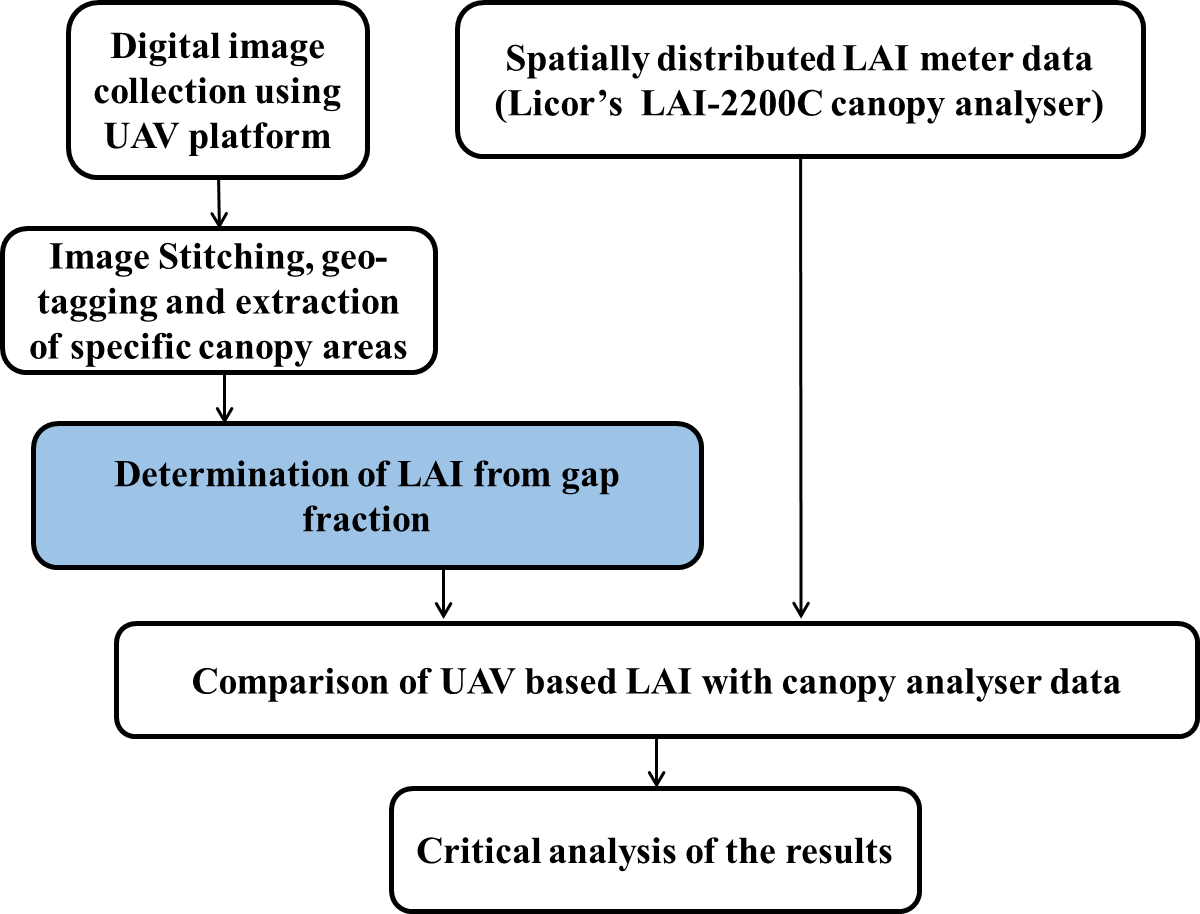 Digital image
collection using
UAV platform
Spatially distributed LAI meter data
(Licor’s LAI-2200C canopy analyser)
Image Stitching, geo-
tagging and extraction
of specific canopy areas
Determination of LAI from gap
fraction
Comparison of UAV based LAI with canopy analyser data
Critical analysis of the results